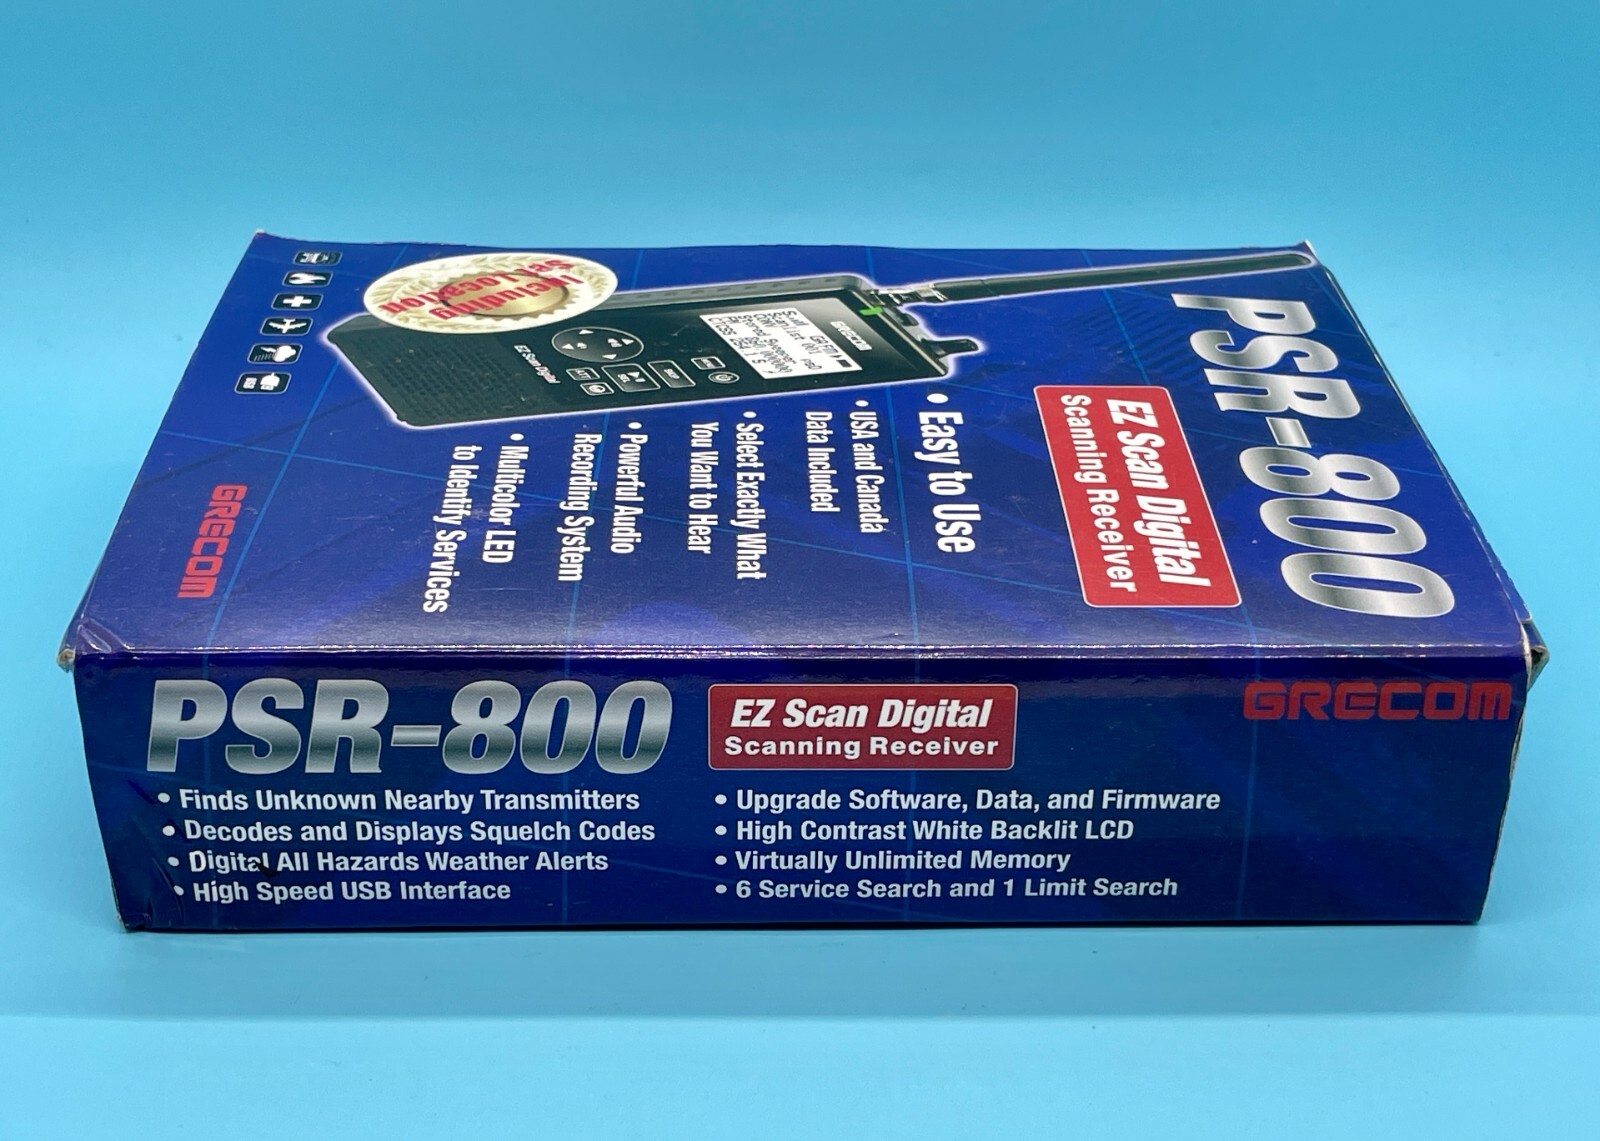 PSR-800
EZ Scan Digital
Scanning Receiver
• Easy to Use
• USA and Canada
Data Included
• Select Exactly What
You Want to Hear
• Powerful Audio
Recording System
• Multicolor LED
to Identify Services
GRECOM
Including
Set Location
GRECOM
EZ Scan Digital
PSR-800
EZ Scan Digital
Scanning Receiver
GRECOM
• Finds Unknown Nearby Transmitters
• Decodes and Displays Squelch Codes
• Digital All Hazards Weather Alerts
• High Speed USB Interface
• Upgrade Software, Data, and Firmware
• High Contrast White Backlit LCD
• Virtually Unlimited Memory
• 6 Service Search and 1 Limit Search